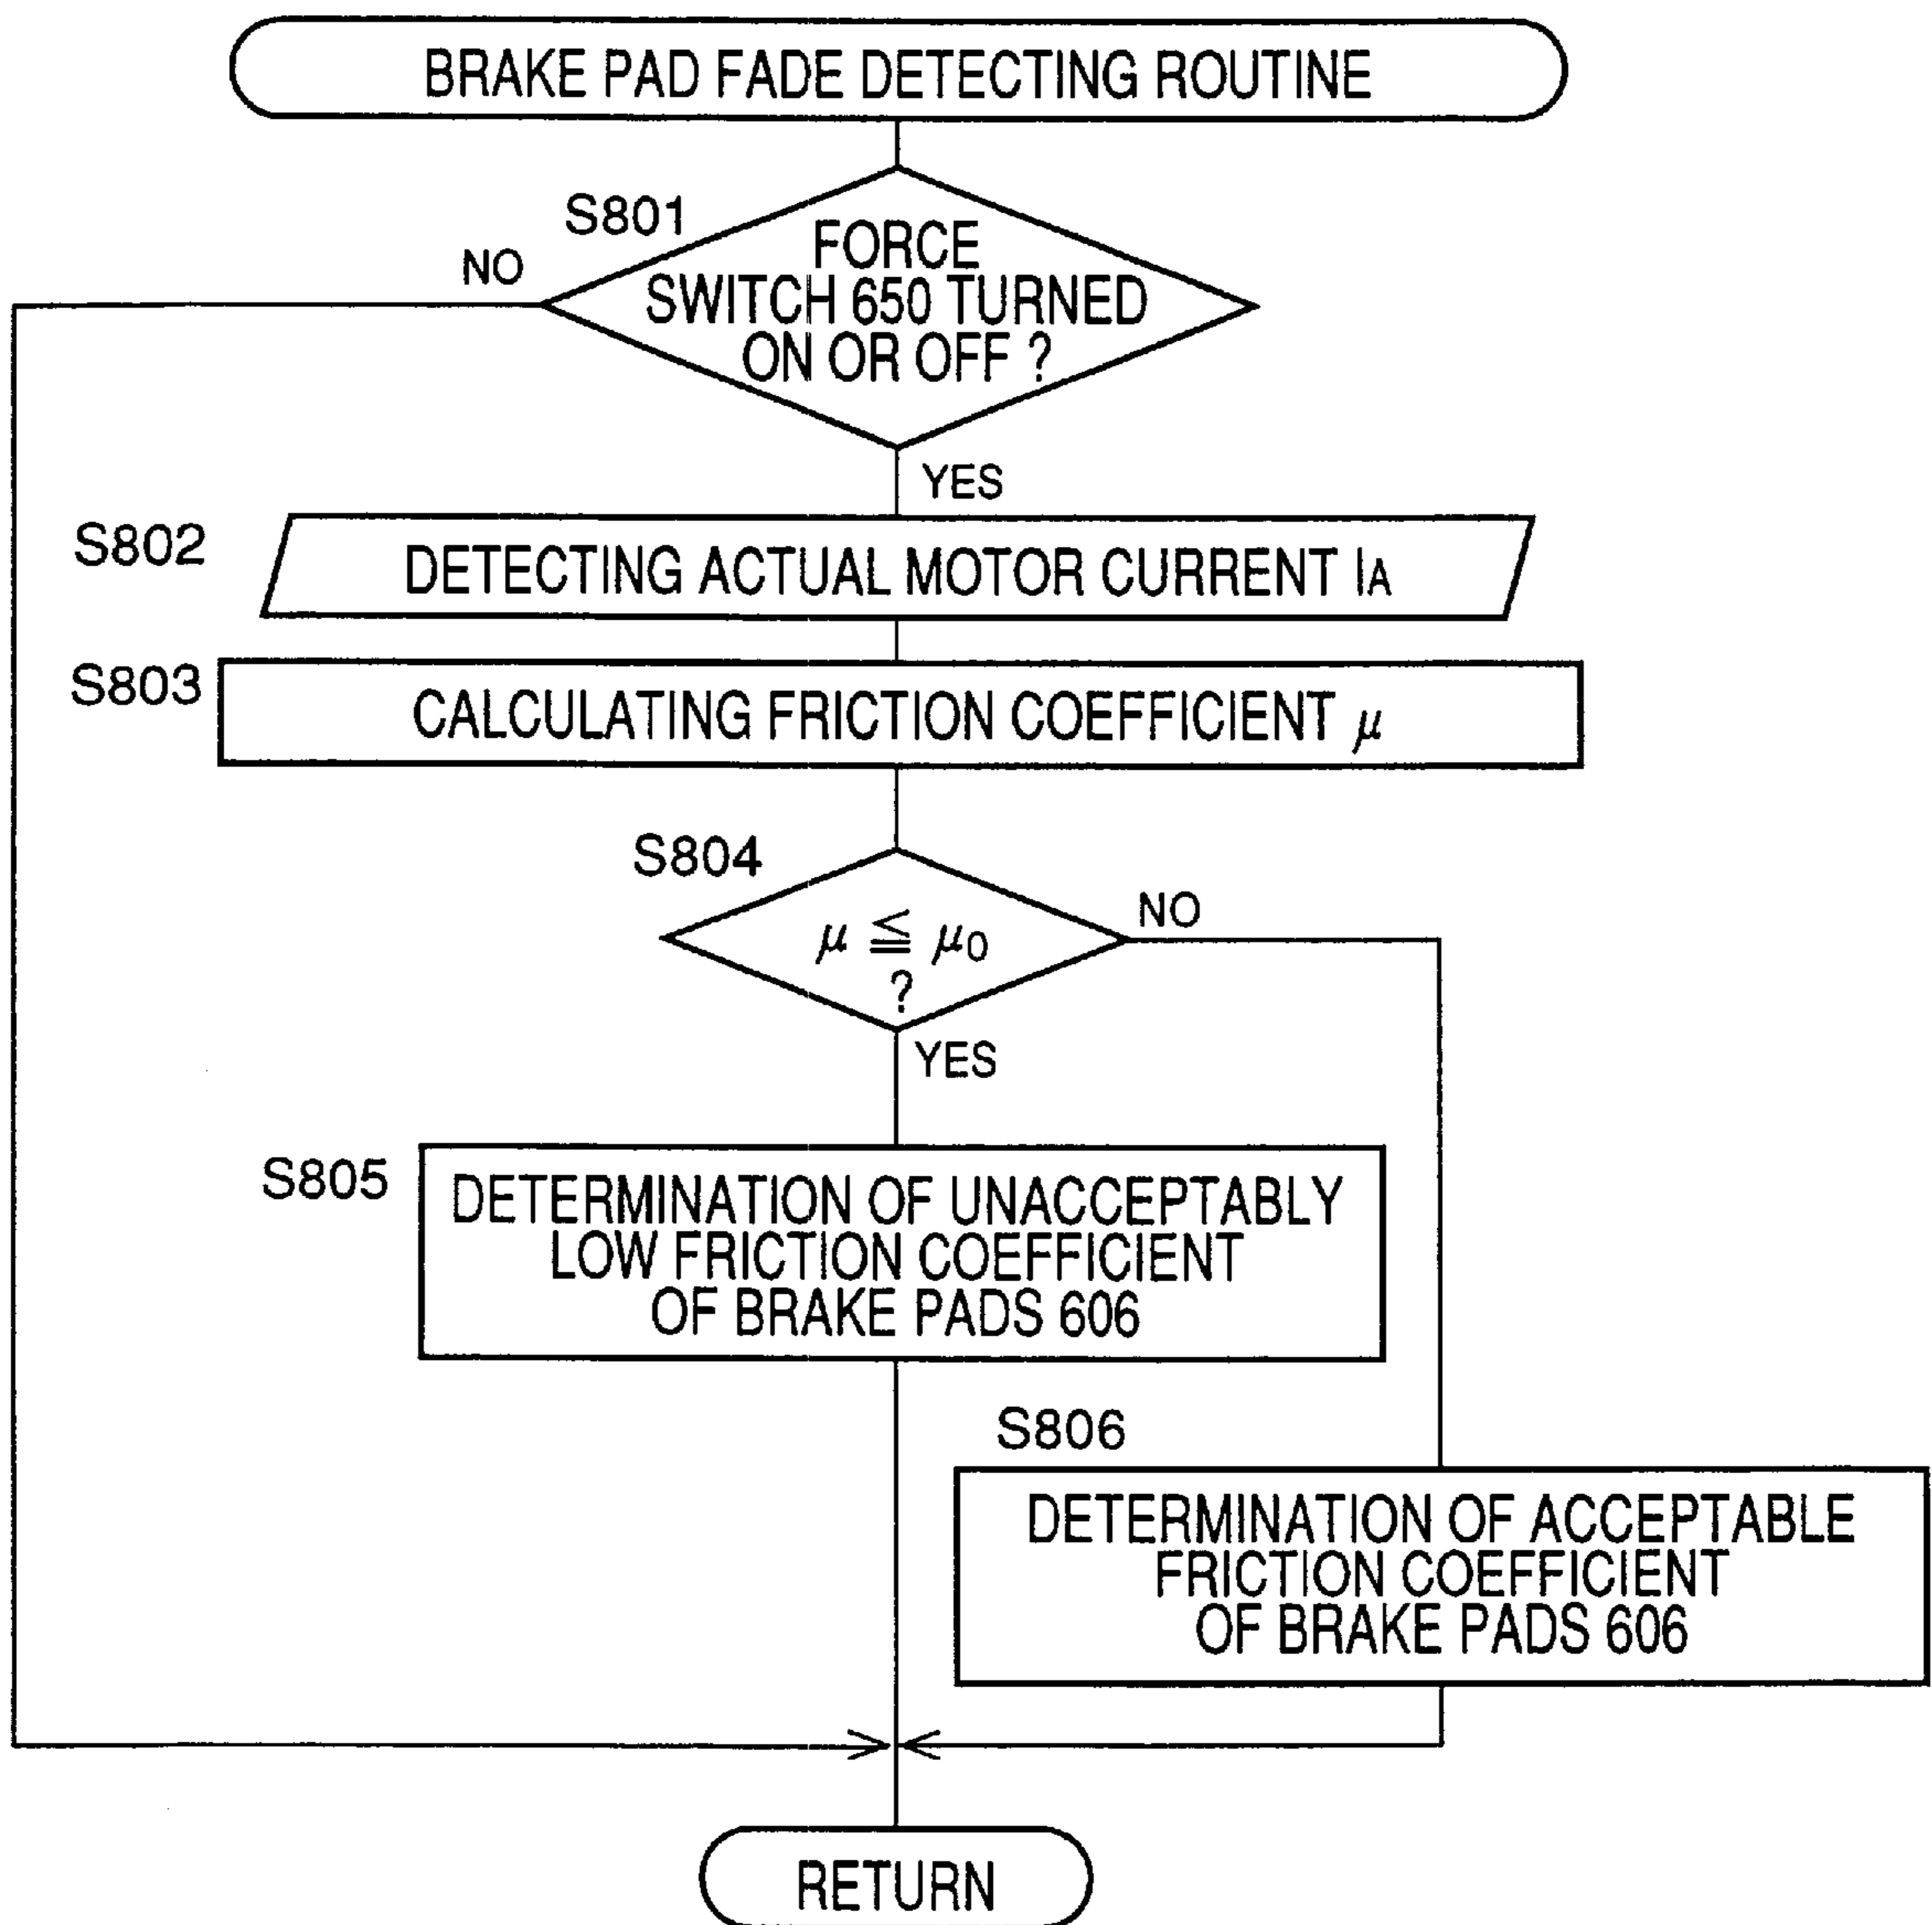 BRAKE PAD FADE DETECTING ROUTINE
S801
NO
FORCE
SWITCH 650 TURNED
ON OR OFF ?
YES
S802
DETECTING ACTUAL MOTOR CURRENT IA
S803
CALCULATING FRICTION COEFFICIENT μ
S804
NO
μ ≦ μ0
?
YES
S805
DETERMINATION OF UNACCEPTABLY
LOW FRICTION COEFFICIENT
OF BRAKE PADS 606
S806
DETERMINATION OF ACCEPTABLE
FRICTION COEFFICIENT
OF BRAKE PADS 606
RETURN